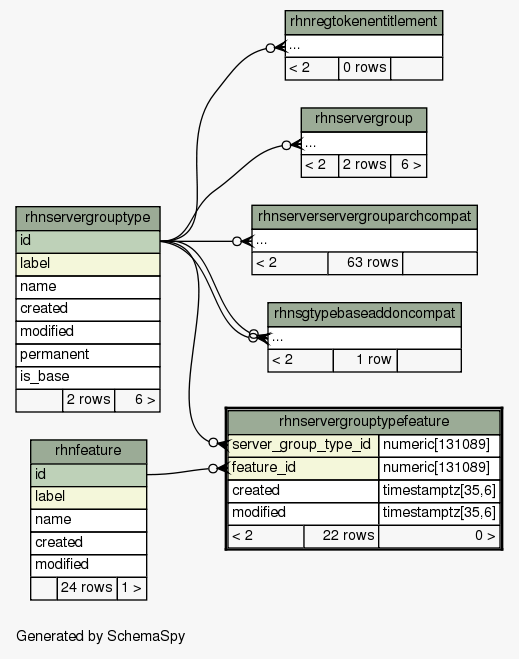 rhnregtokenentitlement
...
< 2 0 rows
rhnservergroup
...
< 2 2 rows 6 >
rhnserverservergrouparchcompat
...
< 2 63 rows
rhnsgtypebaseaddoncompat
...
< 2 1 row
rhnservergrouptype
id
label
name
created
modified
permanent
is_base
2 rows 6 >
rhnservergrouptypefeature
server_group_type_id numeric[131089]
feature_id numeric[131089]
created timestamptz[35,6]
modified timestamptz[35,6]
< 2 22 rows 0 >
rhnfeature
id
label
name
created
modified
24 rows 1 >
Generated by SchemaSpy